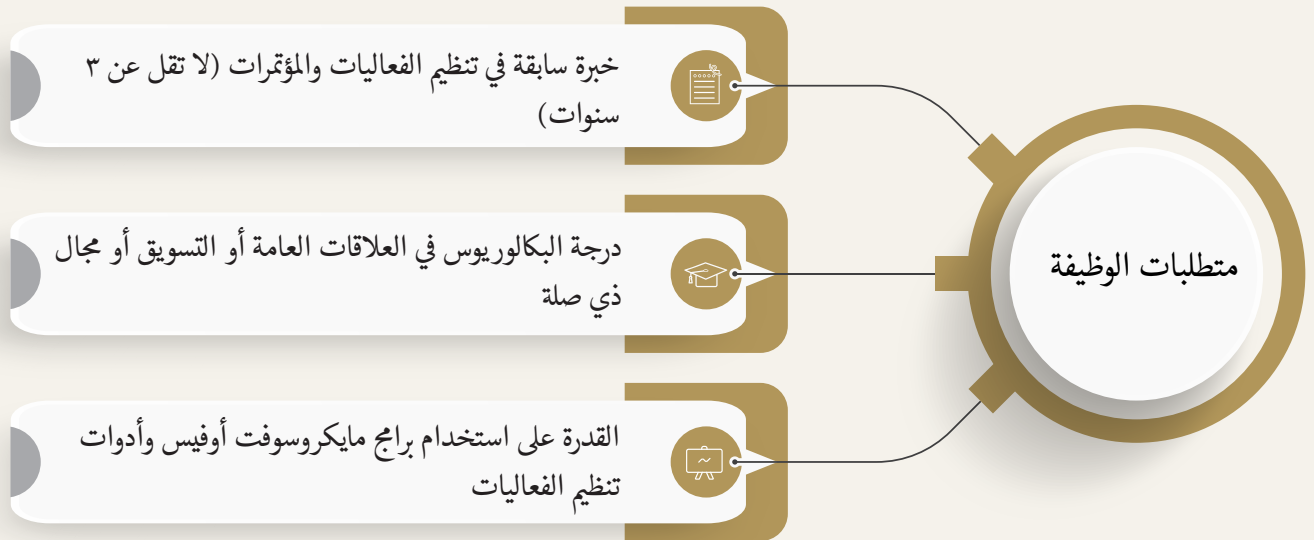 متطلبات الوظيفة
خبرة سابقة في تنظيم الفعاليات والمؤتمرات (لا تقل عن ٣
سنوات)
درجة البكالوريوس في العلاقات العامة أو التسويق أو مجال
ذي صلة
القدرة على استخدام برامج مايكروسوفت أوفيس وأدوات
تنظيم الفعاليات